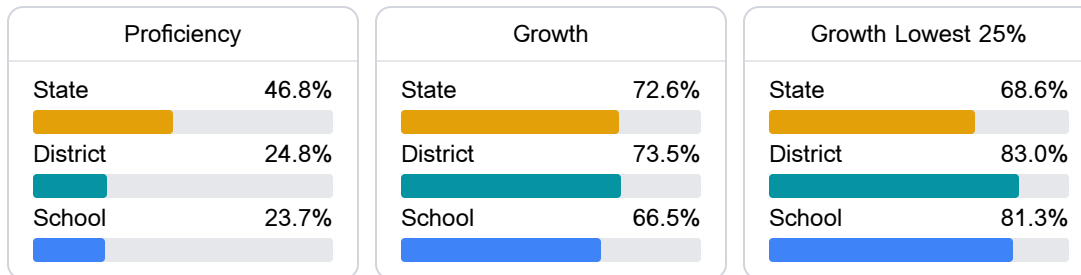 Proficiency
State 46.8%
District 24.8%
School 23.7%
Growth
State 72.6%
District 73.5%
School 66.5%
Growth Lowest 25%
State 68.6%
District 83.0%
School 81.3%